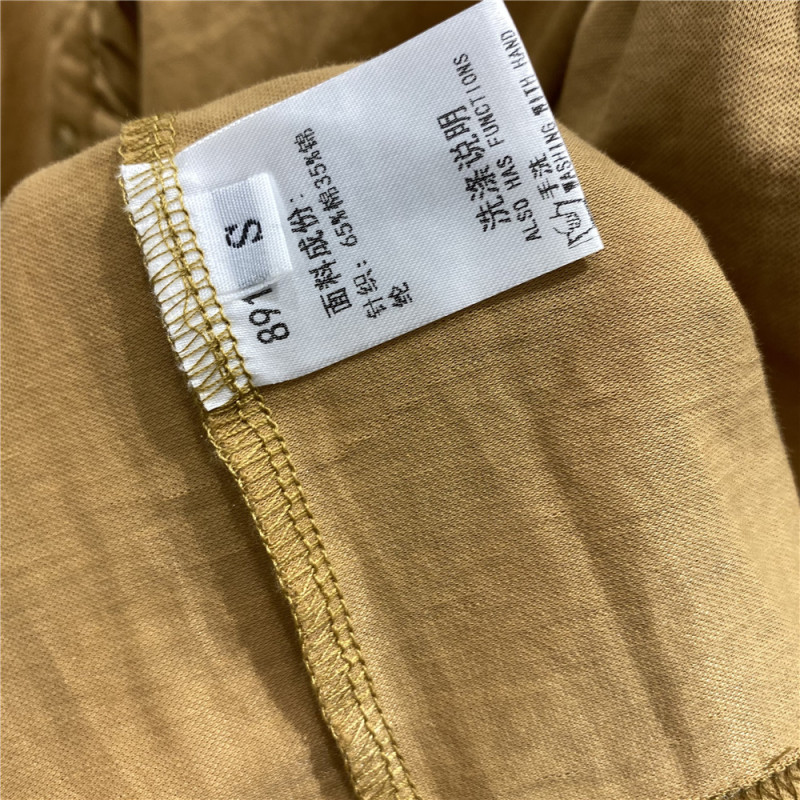 S
891
面料成份:
针织: 65%棉35%锦
纶
洗涤说明
ALSO HAS FUNCTIONS
手洗
WASHING WITH HAND